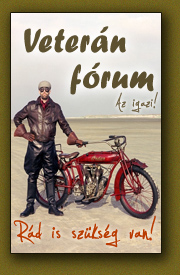 Veterán
fórum
Az igazi!
Rád is szükség van!